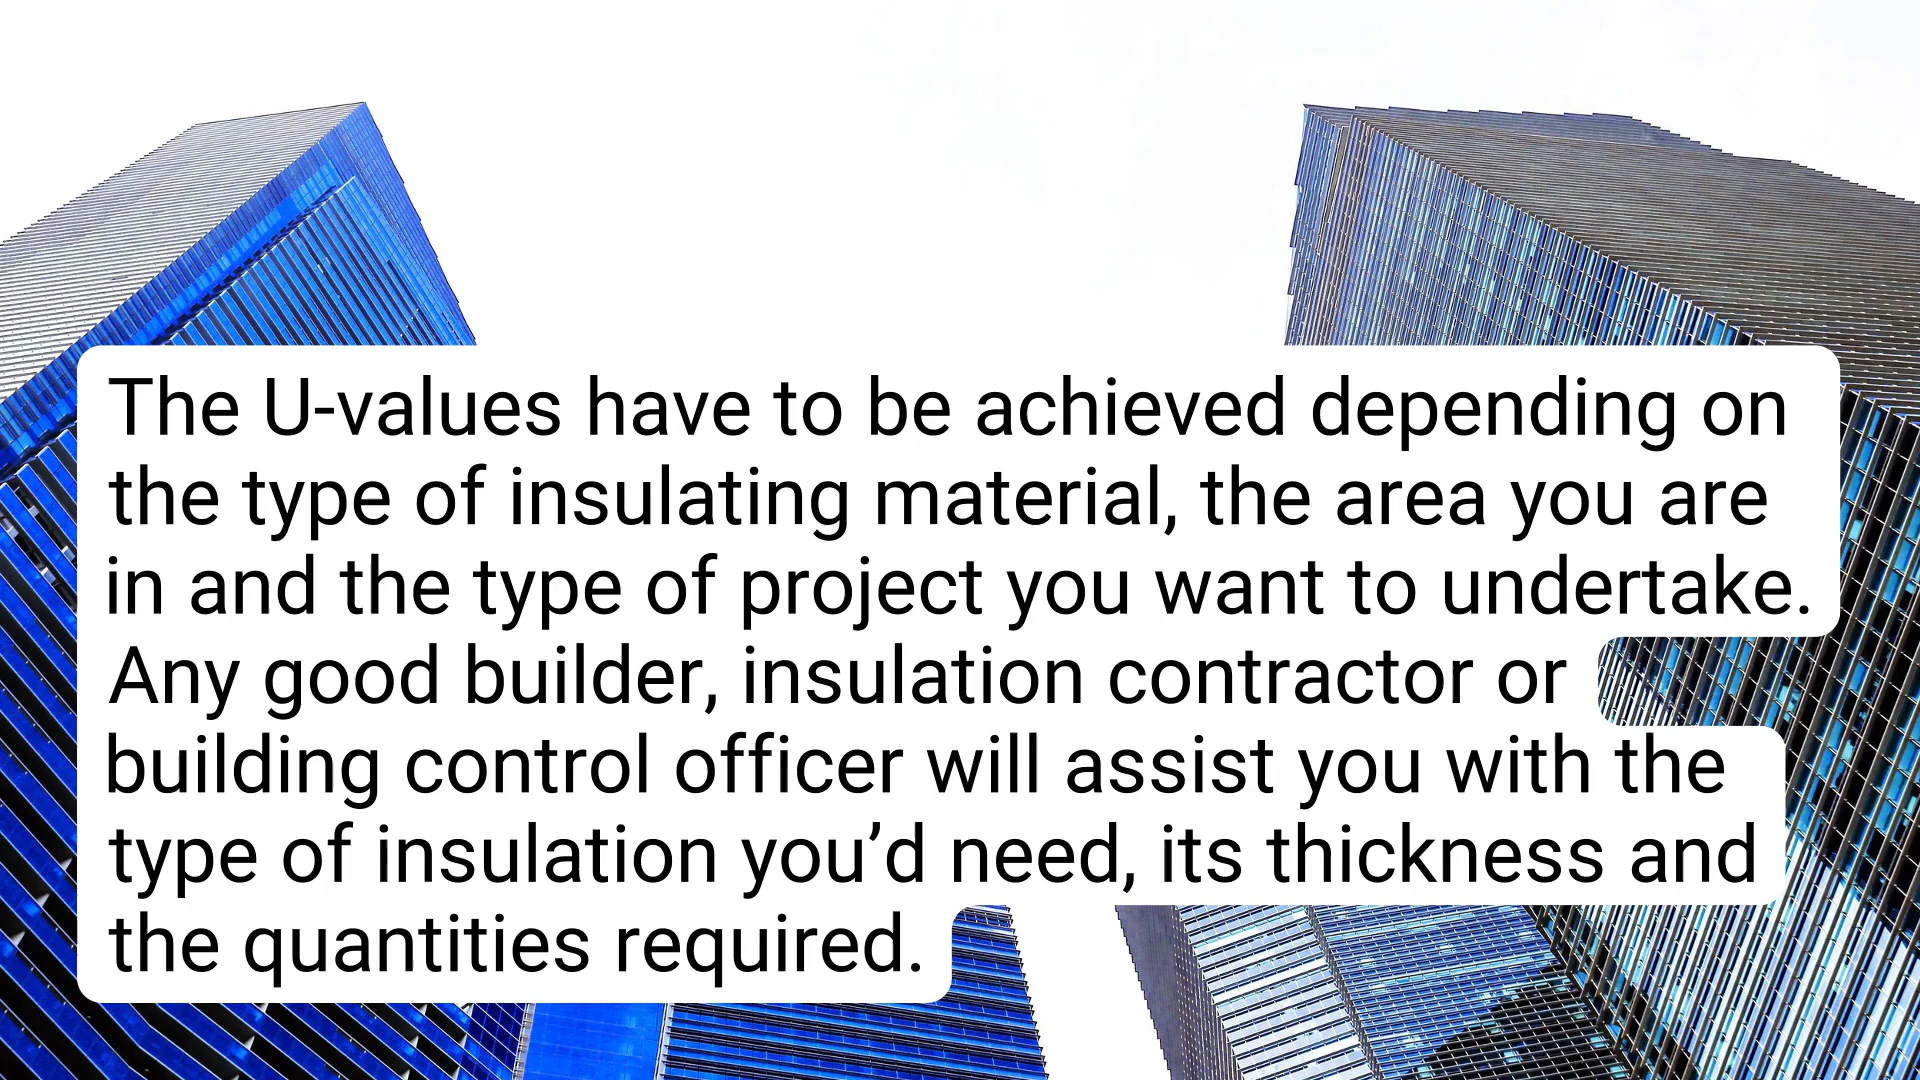 The U-values have to be achieved depending on
the type of insulating material, the area you are
in and the type of project you want to undertake.
Any good builder, insulation contractor or
building control officer will assist you with the
type of insulation you’d need, its thickness and
the quantities required.